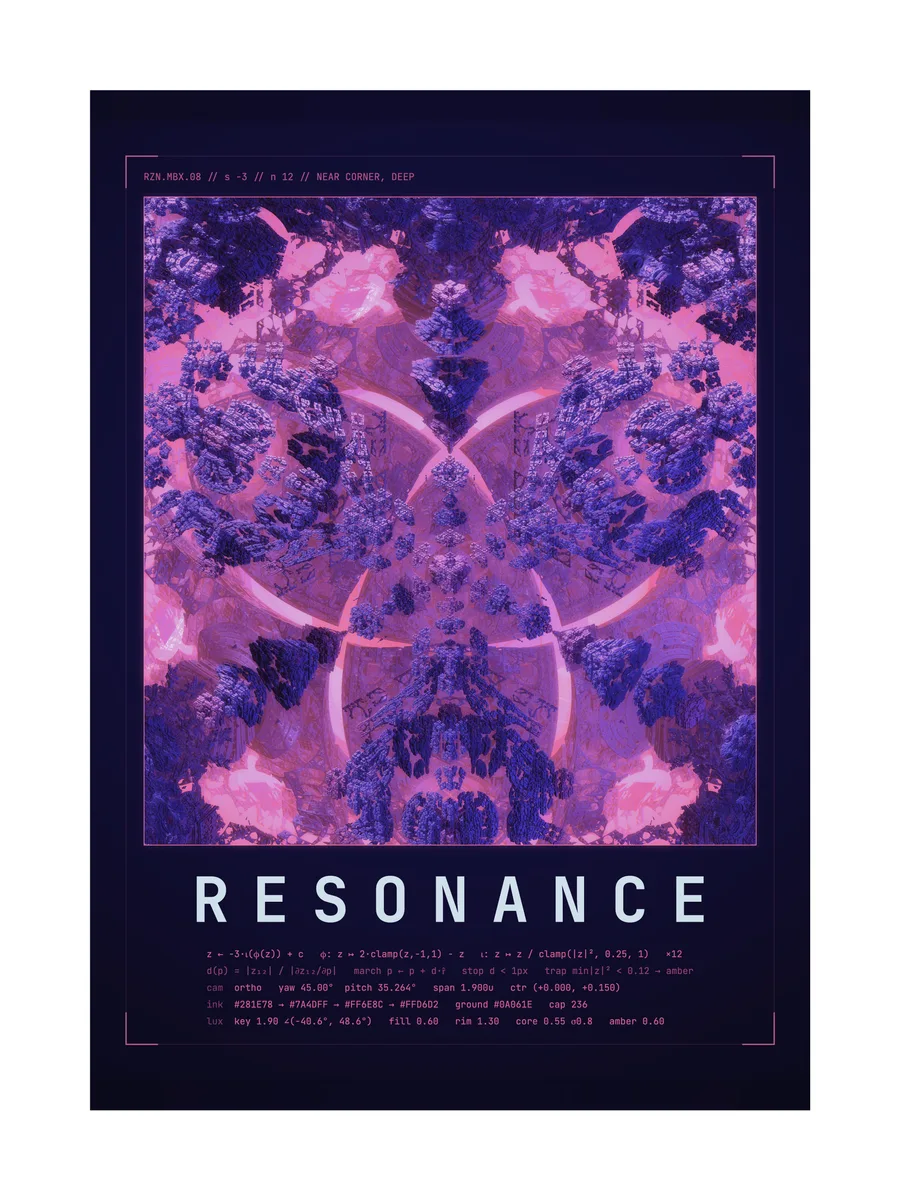 RZN.MBX.08 // s -3 // n 12 // NEAR CORNER, DEEP
RESONANCE
z ← -3·ι(ϕ(z)) + c ϕ: z ↦ 2·clamp(z,-1,1) - z ι: z ↦ z / clamp(|z|², 0.25, 1) ×12
d(p) = |z₁₂| / |∂z₁₂/∂p| march p ← p + d·r̂ stop d < 1px trap min|z|² < 0.12 → amber
cam ortho yaw 45.00° pitch 35.264° span 1.900u ctr (+0.000, +0.150)
ink #281E78 → #7A4DFF → #FF6E8C → #FFD6D2 ground #0A061E cap 236
lux key 1.90 ∠(-40.6°, 48.6°) fill 0.60 rim 1.30 core 0.55 σ0.8 amber 0.60